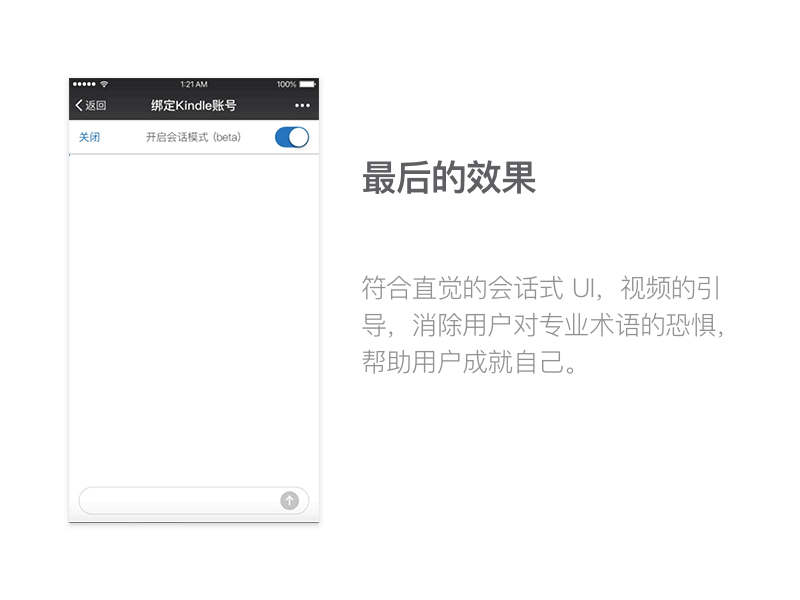 1:21 AM 100%
返回 绑定Kindle账号
关闭 开启会话模式 (beta)
最后的效果
符合直觉的会话式 UI，视频的引
导，消除用户对专业术语的恐惧，
帮助用户成就自己。